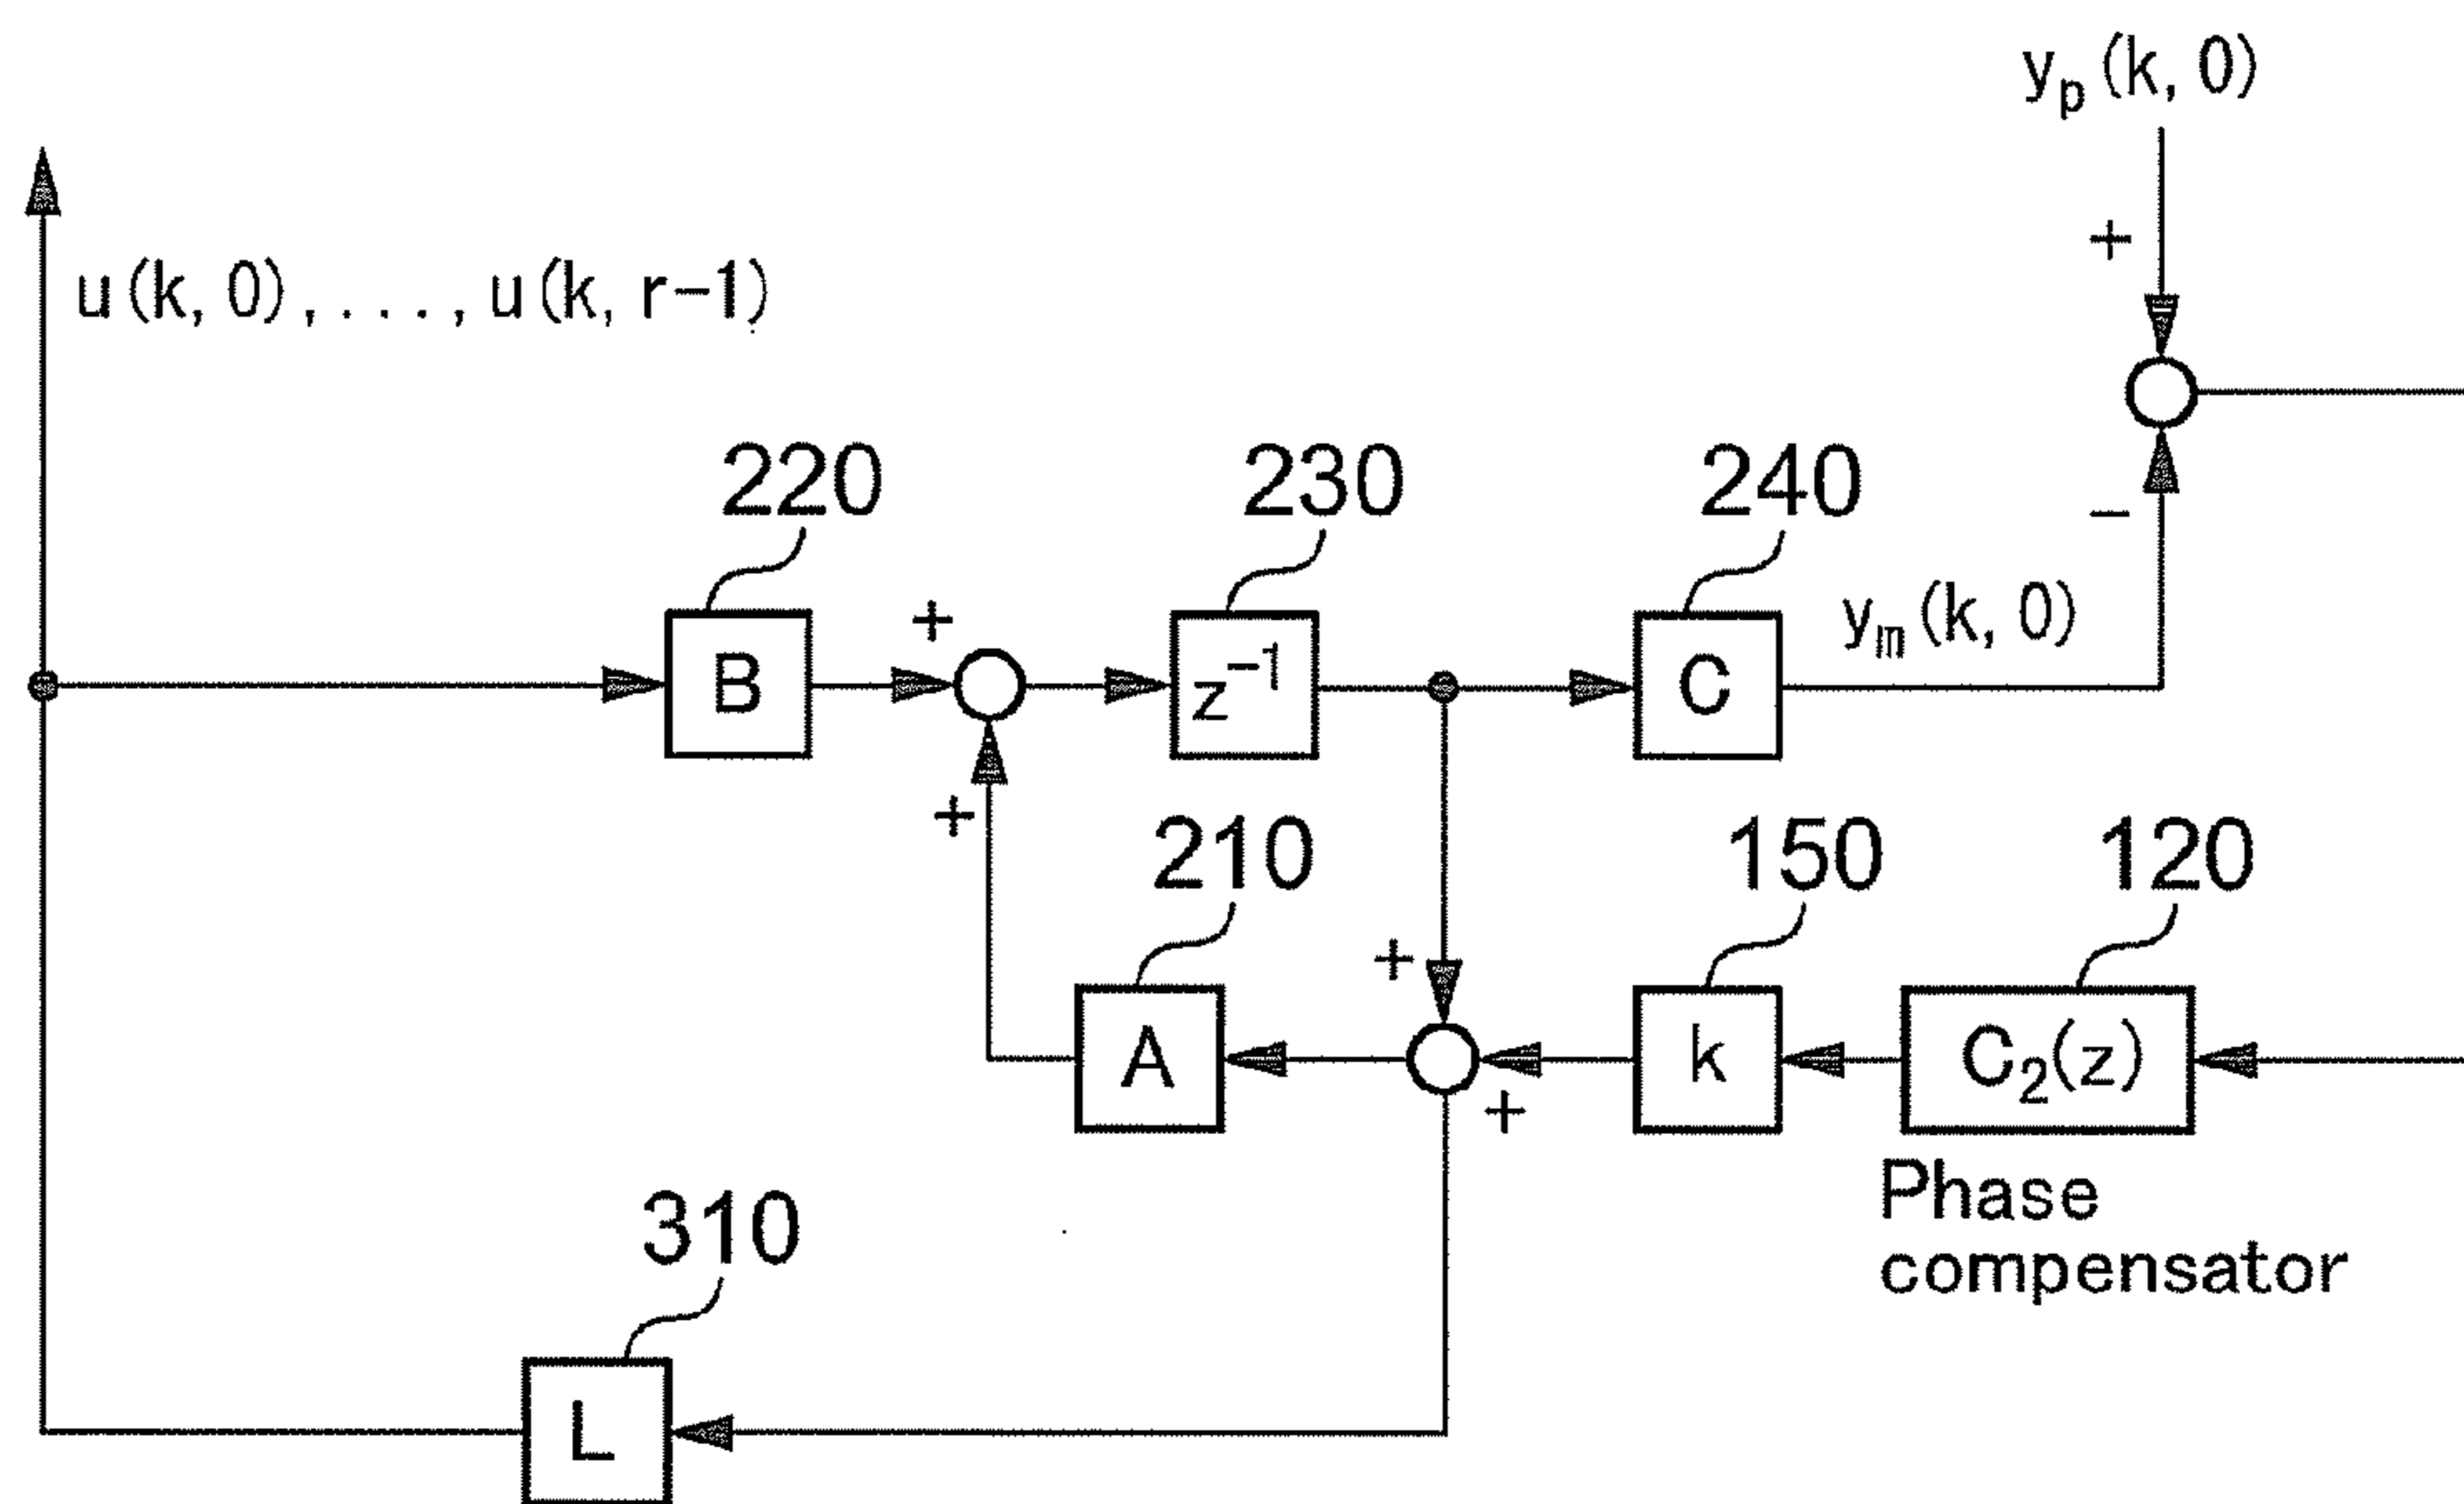 yp (k, 0)
+
u (k, 0) , . . . , u (k, r-1)
220
230
240
-
+
ym (k, 0)
B
z-1
C
+
210
150
120
+
A
k
C2(z)
+
Phase
compensator
310
L